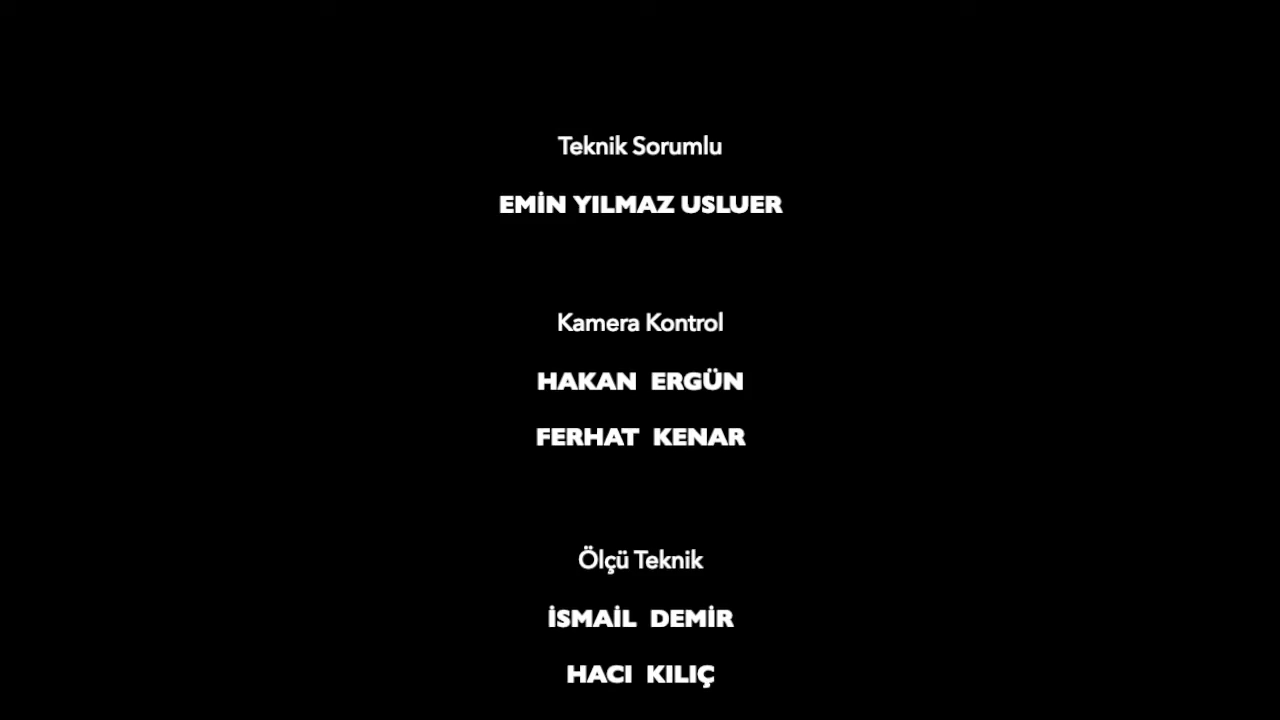 Teknik Sorumlu
EMİN YILMAZ USLUER
Kamera Kontrol
HAKAN ERGÜN
FERHAT KENAR
Ölçü Teknik
İSMAİL DEMİR
HACI KILIÇ